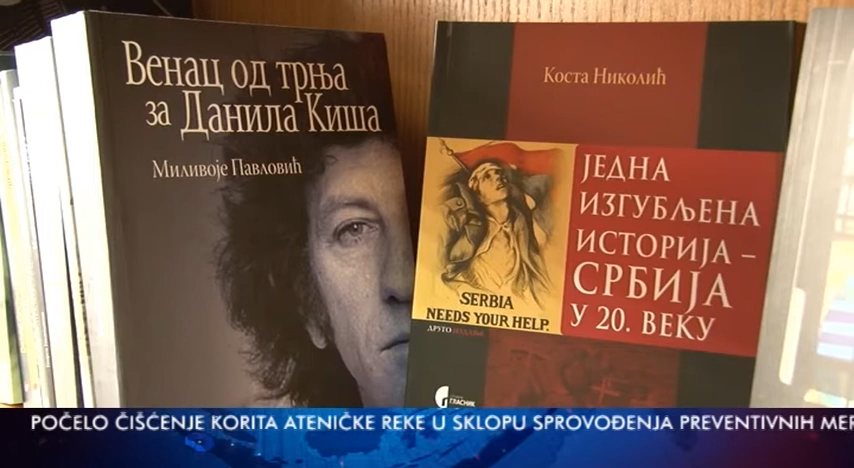 Венац од трња
за Данила Киша
Миливоје Павловић
Коста Николић
ЈЕДНА
ИЗГУБЉЕНА
ИСТОРИЈА –
СРБИЈА
У 20. ВЕКУ
SERBIA
NEEDS YOUR HELP.
ДРУГО ИЗДАЊЕ
ГЛАСНИК
POČELO ČIŠĆENJE KORITA ATENIČKE REKE U SKLOPU SPROVOĐENJA PREVENTIVNIH MER